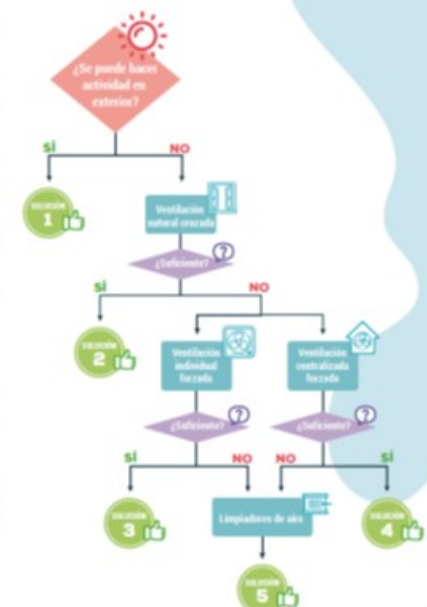 ¿Se puede hacer
actividad en
exterior?
SÍ
NO
SOLUCIÓN
1
Ventilación
natural cruzada
¿Suficiente?
SÍ
NO
SOLUCIÓN
2
Ventilación
individual
forzada
Ventilación
centralizada
forzada
¿Suficiente?
¿Suficiente?
SÍ
NO
NO
SÍ
SOLUCIÓN
3
Limpiadores de aire
SOLUCIÓN
4
SOLUCIÓN
5